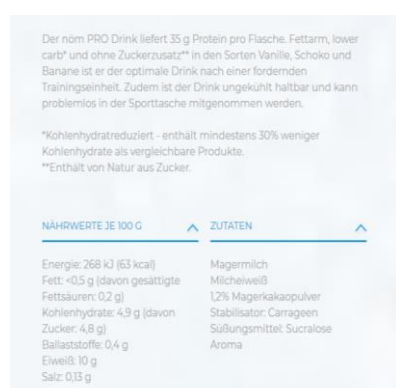 Der nöm PRO Drink liefert 35 g Protein pro Flasche. Fettarm, lower
carb* und ohne Zuckerzusatz** in den Sorten Vanille, Schoko und
Banane ist er der optimale Drink nach einer fordernden
Trainingseinheit. Zudem ist der Drink ungekühlt haltbar und kann
problemlos in der Sporttasche mitgenommen werden.
*Kohlenhydratreduziert - enthält mindestens 30% weniger
Kohlenhydrate als vergleichbare Produkte.
**Enthält von Natur aus Zucker.
NÄHRWERTE JE 100 G
Energie: 268 kJ (63 kcal)
Fett: <0,5 g (davon gesättigte
Fettsäuren: 0,2 g)
Kohlenhydrate: 4,9 g (davon
Zucker: 4,8 g)
Ballaststoffe: 0,4 g
Eiweiß: 10 g
Salz: 0,13 g
ZUTATEN
Magermilch
Milcheiweiß
1,2% Magerkakaopulver
Stabilisator: Carrageen
Süßungsmittel: Sucralose
Aroma